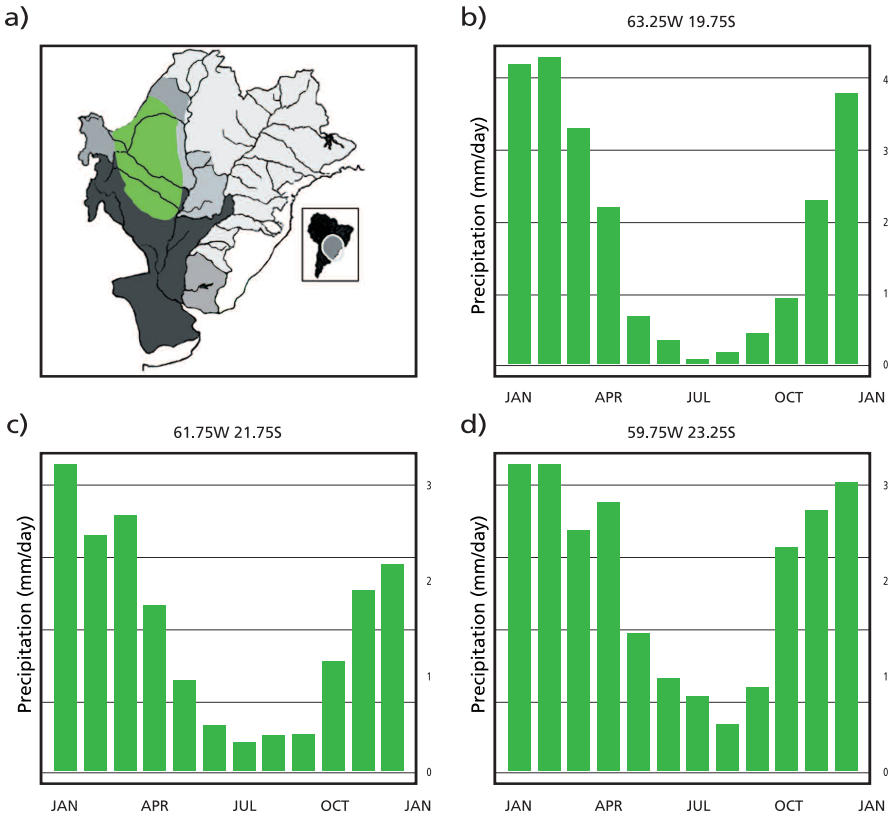 a)
b)
63.25W 19.75S
Precipitation (mm/day)
4
3
2
1
0
JAN
APR
JUL
OCT
JAN
c)
61.75W 21.75S
Precipitation (mm/day)
3
2
1
0
JAN
APR
JUL
OCT
JAN
d)
59.75W 23.25S
Precipitation (mm/day)
3
2
1
0
JAN
APR
JUL
OCT
JAN